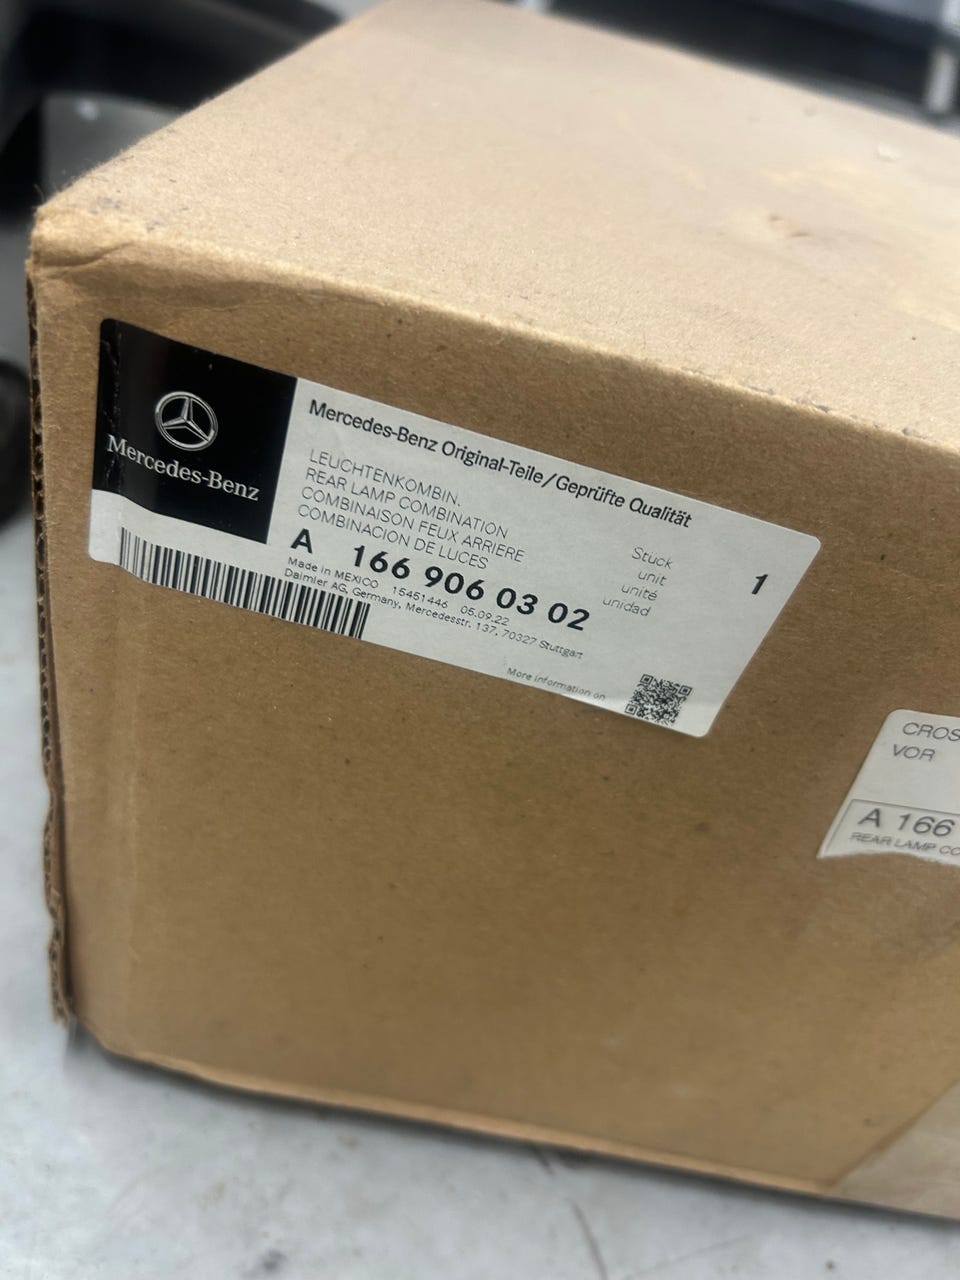 Mercedes-Benz
Mercedes-Benz Original-Teile/Geprüfte Qualität
LEUCHTENKOMBIN.
REAR LAMP COMBINATION
COMBINAISON FEUX ARRIERE
COMBINACION DE LUCES
Stuck
unit
unité
unidad
1
A 166 906 03 02
Made in MEXICO 15451446 05.09.22
Daimler AG, Germany, Mercedesstr. 137, 70327 Stuttgart
More information on
CROS
VOR
A 166
REAR LAMP CO